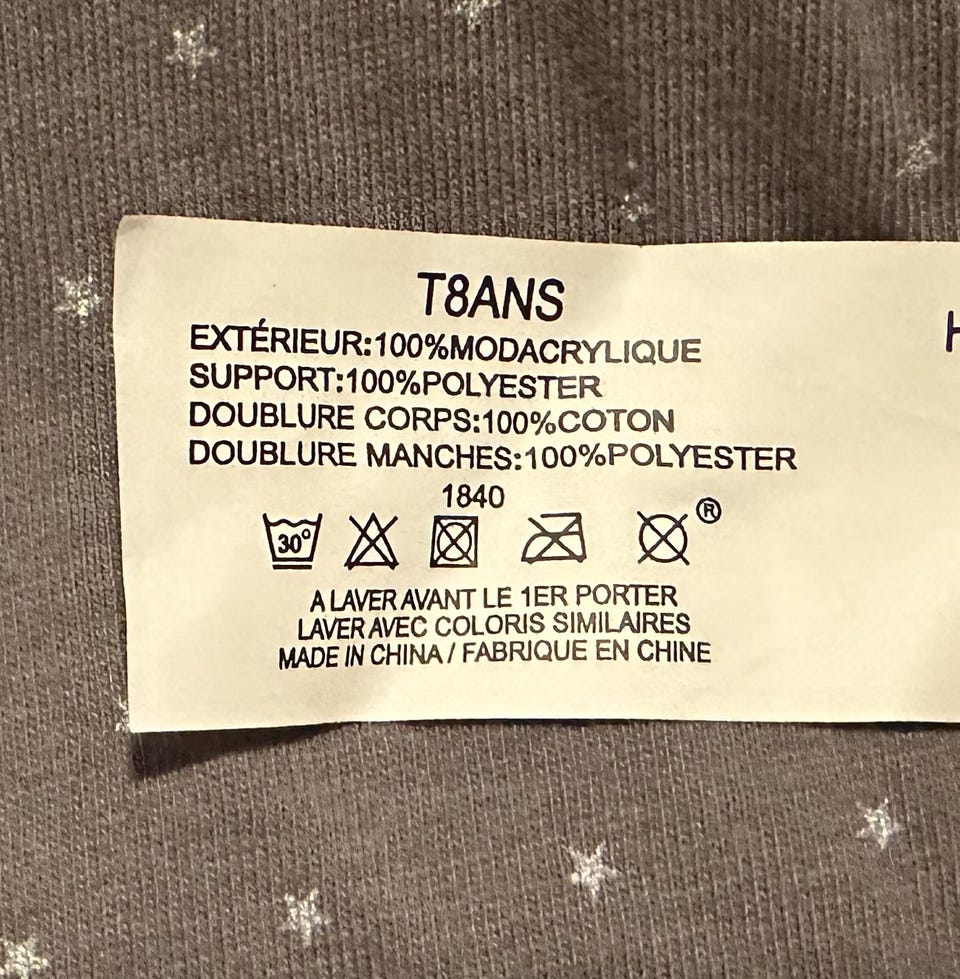 T8ANS
EXTÉRIEUR:100%MODACRYLIQUE
SUPPORT:100%POLYESTER
DOUBLURE CORPS:100%COTON
DOUBLURE MANCHES:100%POLYESTER
1840
30° ®
A LAVER AVANT LE 1ER PORTER
LAVER AVEC COLORIS SIMILAIRES
MADE IN CHINA / FABRIQUE EN CHINE